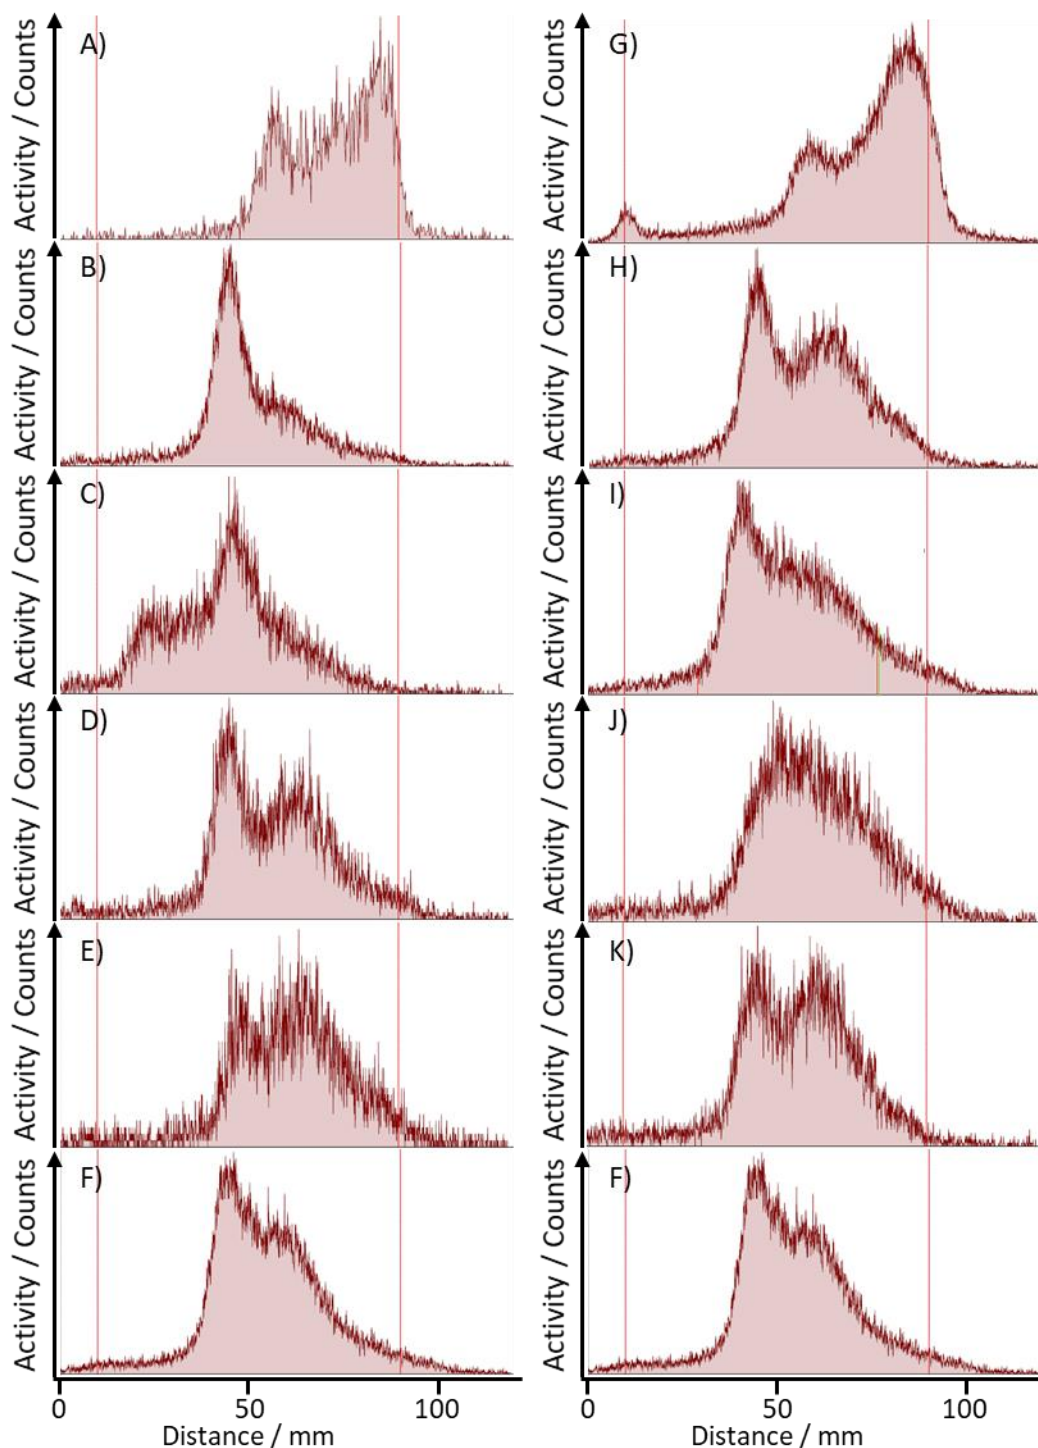 A)
Activity / Counts
B)
Activity / Counts
C)
Activity / Counts
D)
Activity / Counts
E)
Activity / Counts
F)
Activity / Counts
0 50 100
Distance / mm
G)
Activity / Counts
H)
Activity / Counts
I)
Activity / Counts
J)
Activity / Counts
K)
Activity / Counts
F)
Activity / Counts
0 50 100
Distance / mm